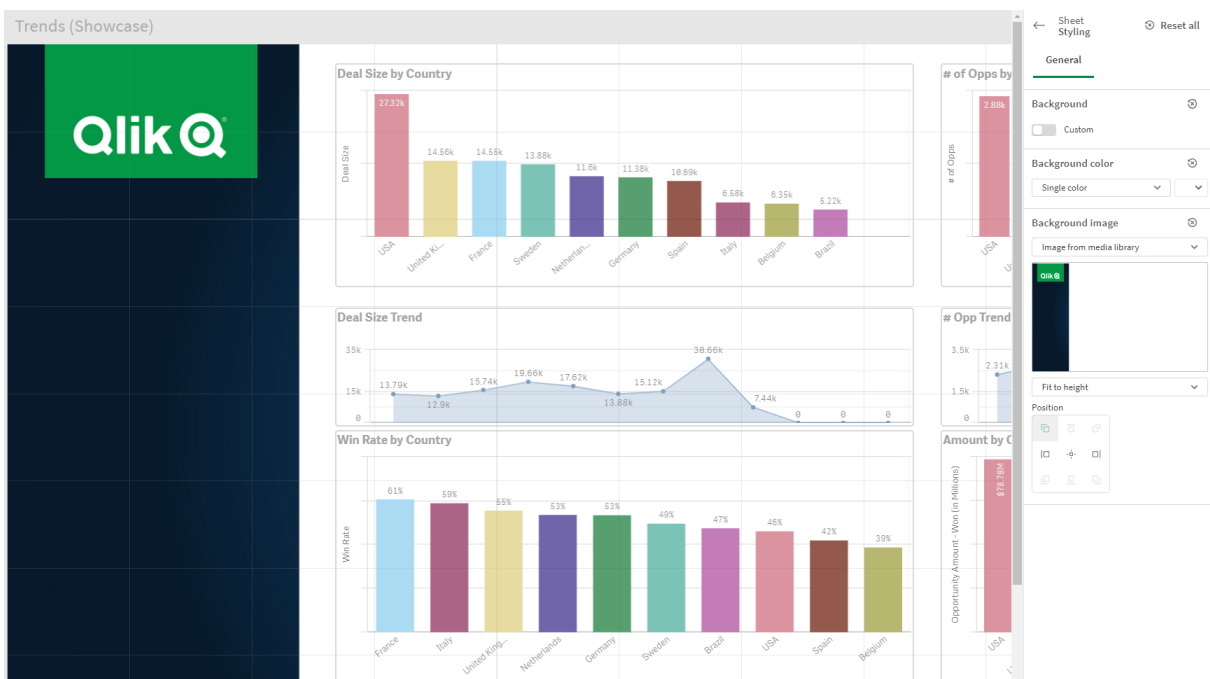 Trends (Showcase)
Qlik
Deal Size by Country
Deal Size
27.32k
14.56k
14.55k
13.88k
11.6k
11.38k
10.69k
6.58k
6.35k
5.22k
USA
United Ki...
France
Sweden
Netherlan...
Germany
Spain
Italy
Belgium
Brazil
# of Opps by
# of Opps
2.88k
USA
Deal Size Trend
35k
15k
0
13.79k
12.9k
15.74k
19.66k
17.62k
13.88k
15.12k
30.66k
7.44k
0
0
0
# Opp Trend
3.5k
1.5k
0
2.31k
Win Rate by Country
Win Rate
61%
59%
55%
53%
53%
49%
47%
46%
42%
39%
France
Italy
United King...
Netherlands
Germany
Sweden
Brazil
USA
Spain
Belgium
Amount by C
Opportunity Amount - Won (in Millions)
$78.78M
USA
Sheet
Styling
Reset all
General
Background
Custom
Background color
Single color
Background image
Image from media library
Qlik
Fit to height
Position